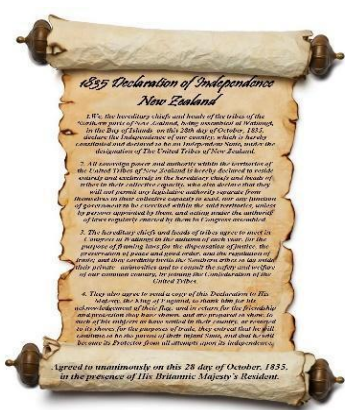 1835 Declaration of Independence
New Zealand
1. We, the hereditary chiefs and heads of the tribes of the
Northern parts of New Zealand, being assembled at Waitangi,
in the Bay of Islands on this 28th day of October, 1835,
declare the Independence of our country, which is hereby
constituted and declared to be an Independent State, under the
designation of The United Tribes of New Zealand.
2. All sovereign power and authority within the territories of
the United Tribes of New Zealand is hereby declared to reside
entirely and exclusively in the hereditary chiefs and heads of
tribes in their collective capacity, who also declare that they
will not permit any legislative authority separate from
themselves in their collective capacity to exist, nor any function
of government to be exercised within the said territories, unless
by persons appointed by them, and acting under the authority
of laws regularly enacted by them in Congress assembled.
3. The hereditary chiefs and heads of tribes agree to meet in
Congress at Waitangi in the autumn of each year, for the
purpose of framing laws for the dispensation of justice, the
preservation of peace and good order, and the regulation of
trade; and they cordially invite the Southern tribes to lay aside
their private animosities and to consult the safety and welfare
of our common country, by joining the Confederation of the
United Tribes.
4. They also agree to send a copy of this Declaration to His
Majesty, the King of England, to thank him for his
acknowledgement of their flag, and in return for the friendship
and protection they have shown, and are prepared to show, to
such of his subjects as have settled in their country, or resorted
to its shores for the purposes of trade, they entreat that he will
continue to be the parent of their infant State, and that he will
become its Protector from all attempts upon its independence.
Agreed to unanimously on this 28 day of October, 1835,
in the presence of His Britannic Majesty's Resident.